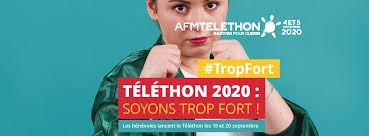 AFMTELETHON
INNOVER POUR GUÉRIR
4 ET 5
DÉCEMBRE
2020
#TropFort
TÉLÉTHON 2020 :
SOYONS TROP FORT !
Les bénévoles lancent le Téléthon les 19 et 20 septembre